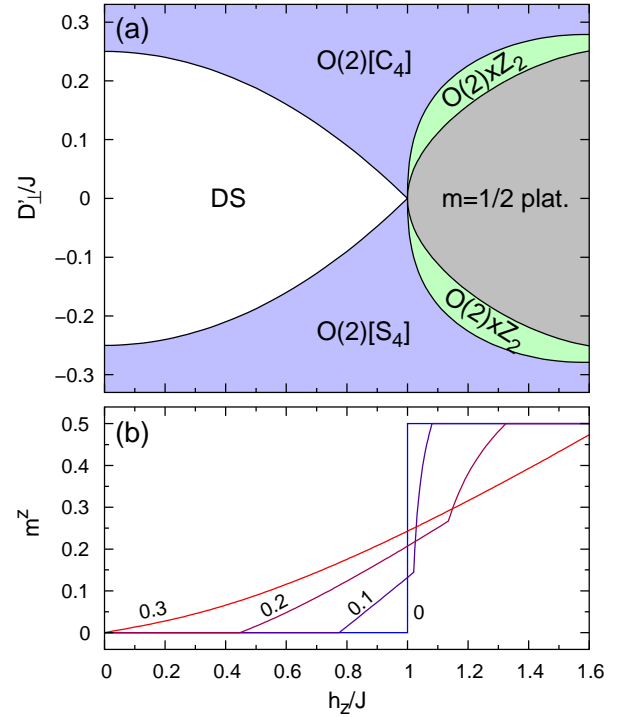 (a)
0.3
0.2
0.1
0
−0.1
−0.2
−0.3
D'⊥/J
O(2)[C4]
O(2)xZ2
DS
m=1/2 plat.
O(2)[S4]
O(2)xZ2
(b)
0.5
0.4
0.3
0.2
0.1
0
m^z
0.3
0.2
0.1
0
0 0.2 0.4 0.6 0.8 1 1.2 1.4 1.6
h_z/J